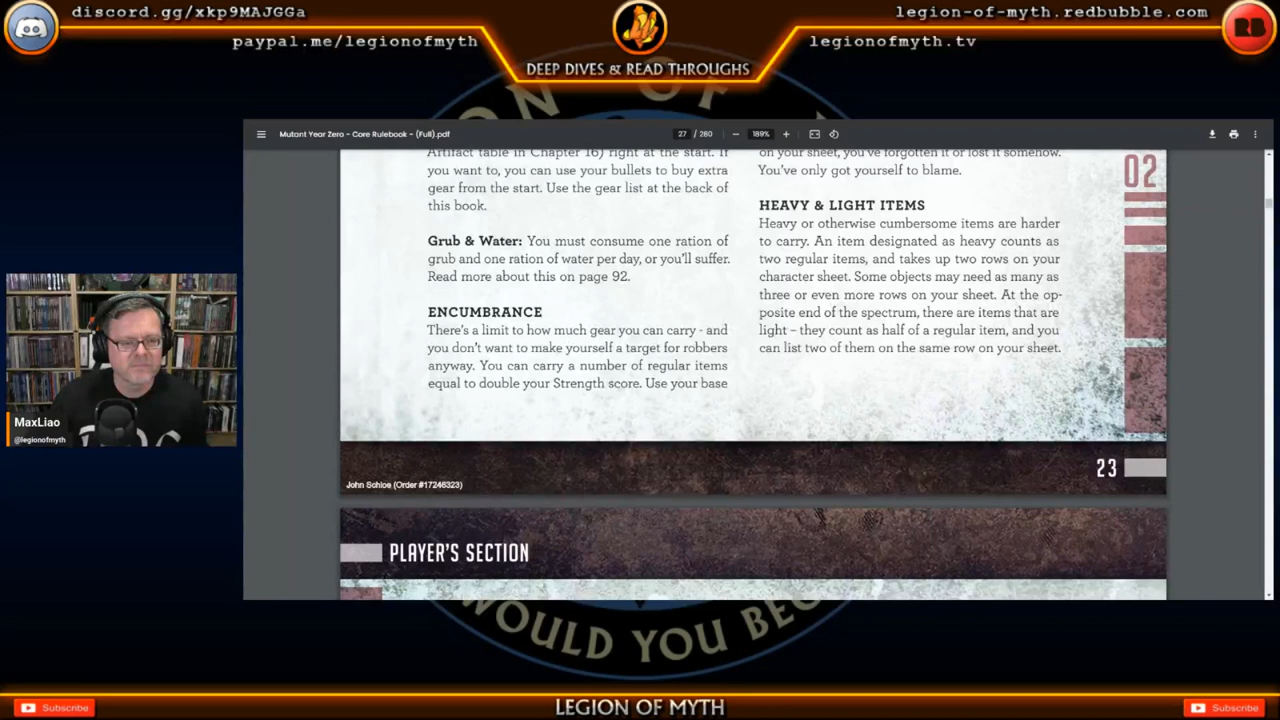 discord.gg/xkp9MAJGGa
paypal.me/legionofmyth
DEEP DIVES & READ THROUGHS
legion-of-myth.redbubble.com
legionofmyth.tv
Mutant Year Zero - Core Rulebook - (Full).pdf
27 / 280
189%
Artifact table in Chapter 16) right at the start. If
you want to, you can use your bullets to buy extra
gear from the start. Use the gear list at the back of
this book.
Grub & Water: You must consume one ration of
grub and one ration of water per day, or you'll suffer.
Read more about this on page 92.
ENCUMBRANCE
There's a limit to how much gear you can carry - and
you don't want to make yourself a target for robbers
anyway. You can carry a number of regular items
equal to double your Strength score. Use your base
on your sheet, you've forgotten it or lost it somehow.
You've only got yourself to blame.
HEAVY & LIGHT ITEMS
Heavy or otherwise cumbersome items are harder
to carry. An item designated as heavy counts as
two regular items, and takes up two rows on your
character sheet. Some objects may need as many as
three or even more rows on your sheet. At the op-
posite end of the spectrum, there are items that are
light – they count as half of a regular item, and you
can list two of them on the same row on your sheet.
02
23
John Schloe (Order #17246323)
PLAYER'S SECTION
MaxLiao
@legionofmyth
WOULD YOU
Subscribe
LEGION OF MYTH
Subscribe